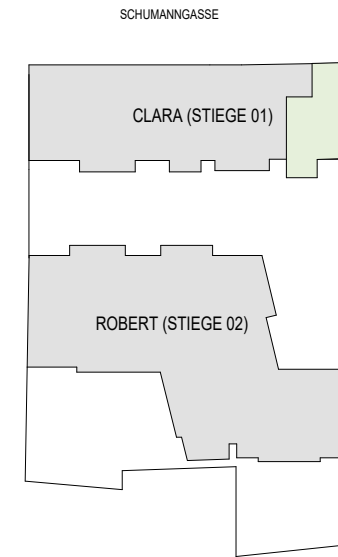 SCHUMANNGASSE
CLARA (STIEGE 01)
ROBERT (STIEGE 02)